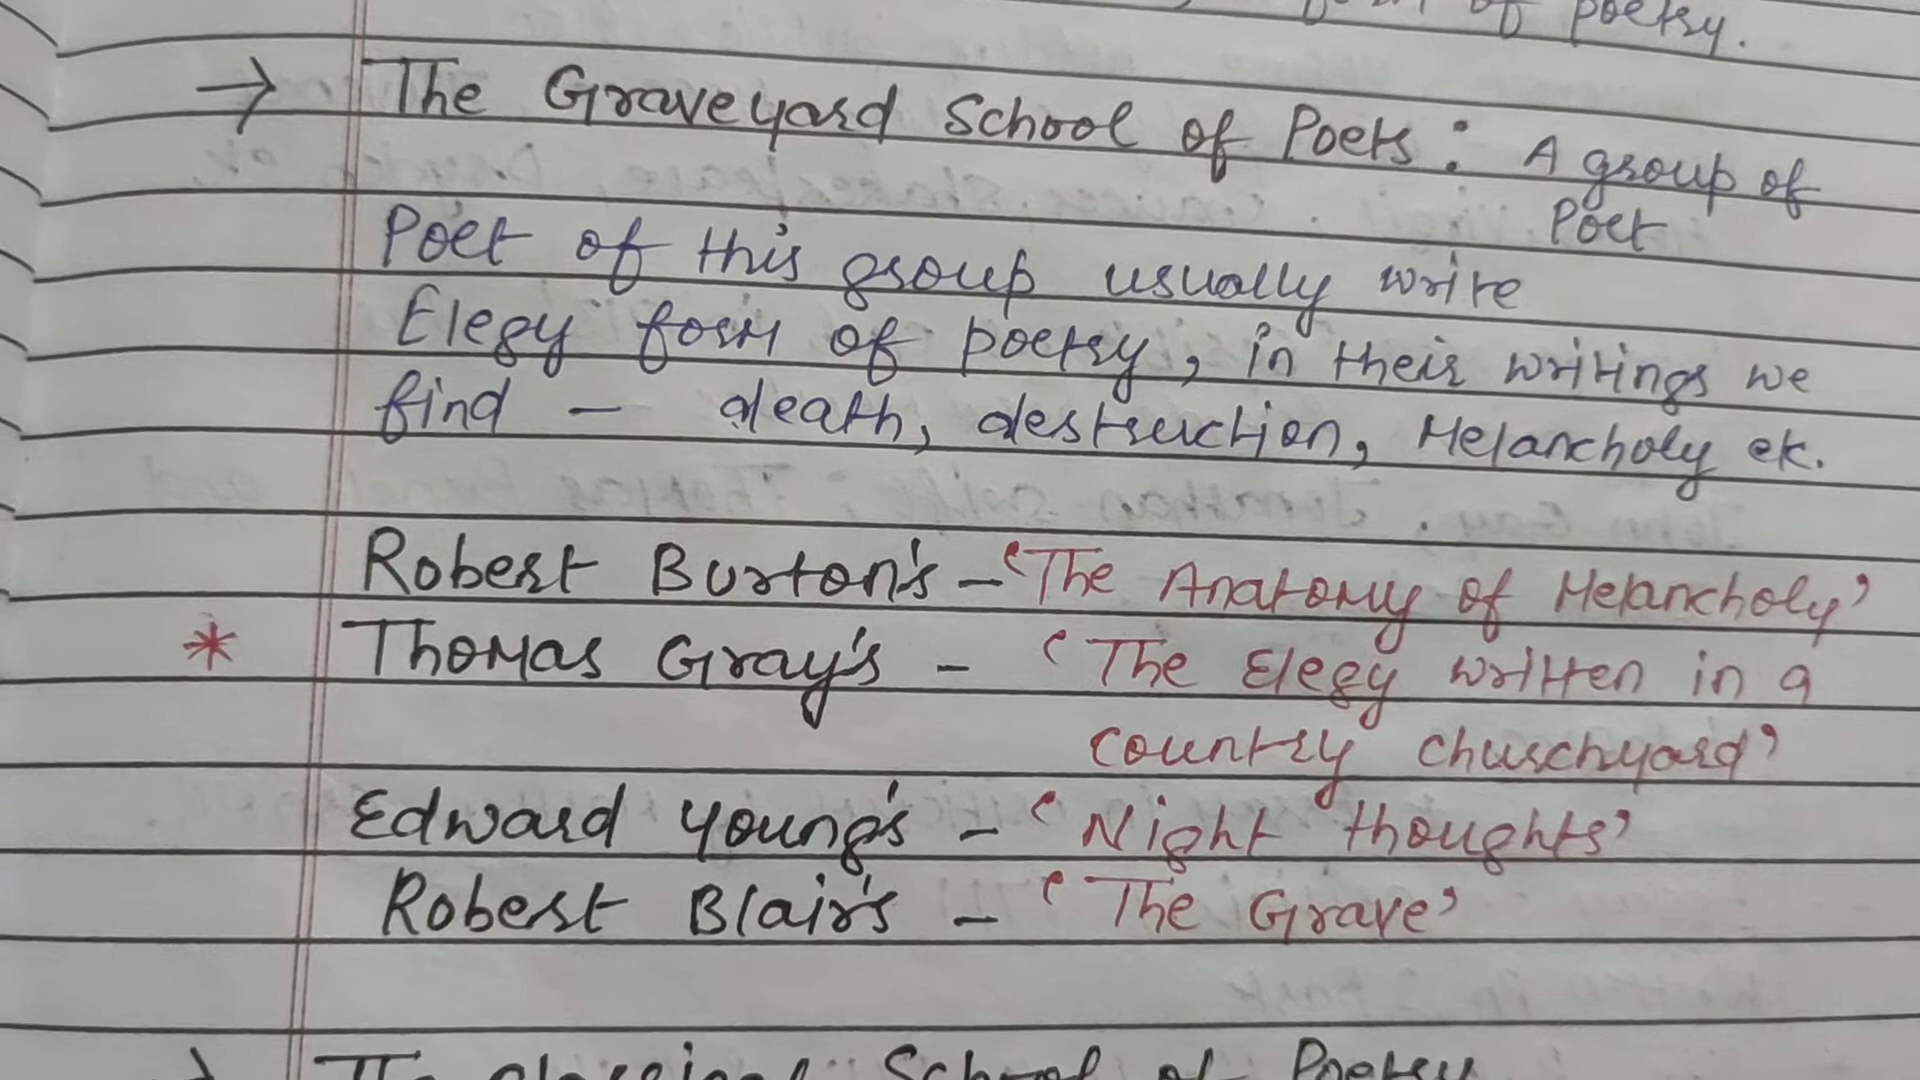 of poetry.
→ The Graveyard School of Poets : A group of
Poet
Poet of this group usually write
Elegy form of poetry, in their writings we
find – death, destruction, Melancholy etc.
Robert Burton's – 'The Anatomy of Melancholy'
* Thomas Gray's – 'The Elegy written in a
country churchyard'
Edward Young's – 'Night thoughts'
Robert Blair's – 'The Grave'
School of Poetry